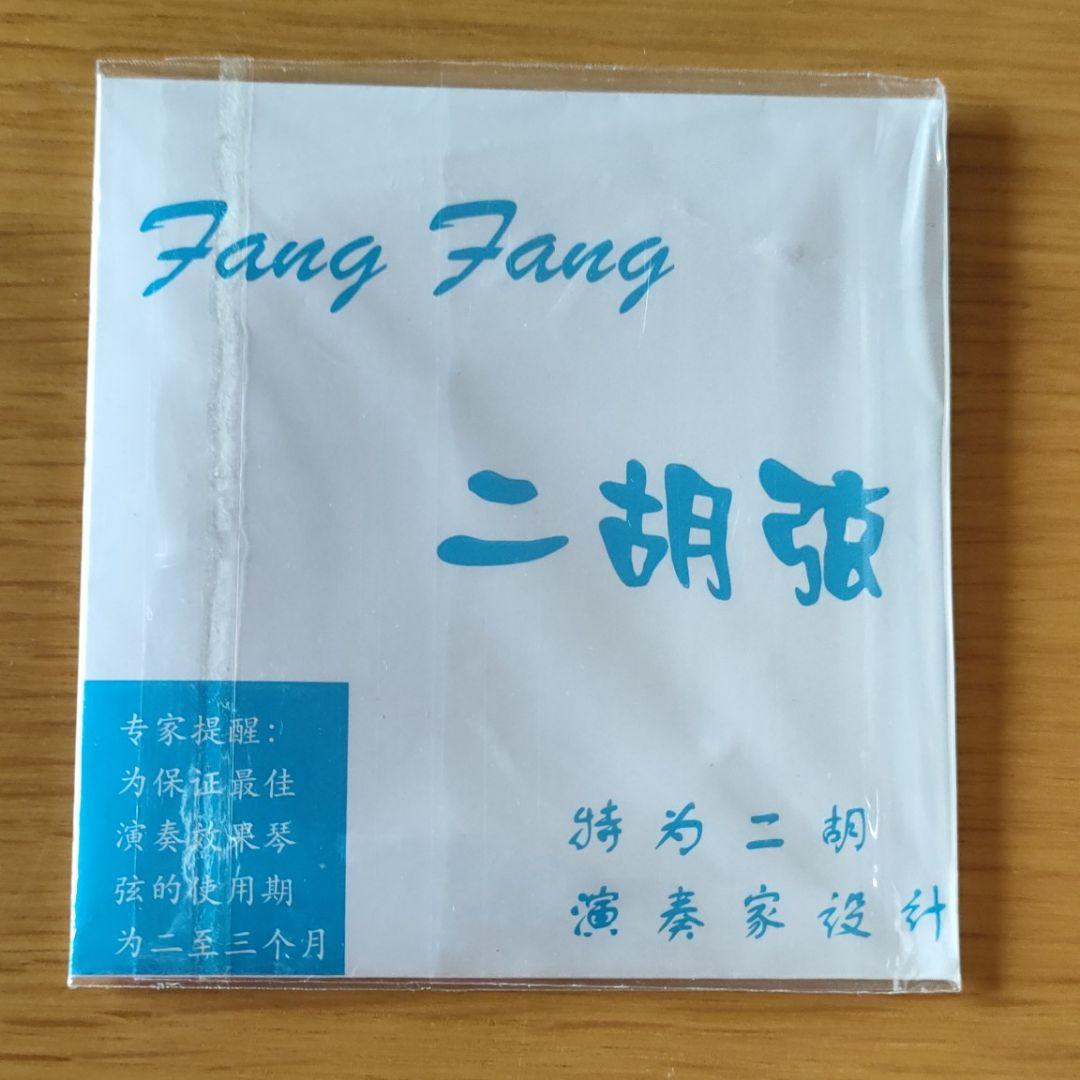 Fang Fang
二胡弦
专家提醒：
为保证最佳
演奏效果琴
弦的使用期
为二至三个月
特为二胡
演奏家设计